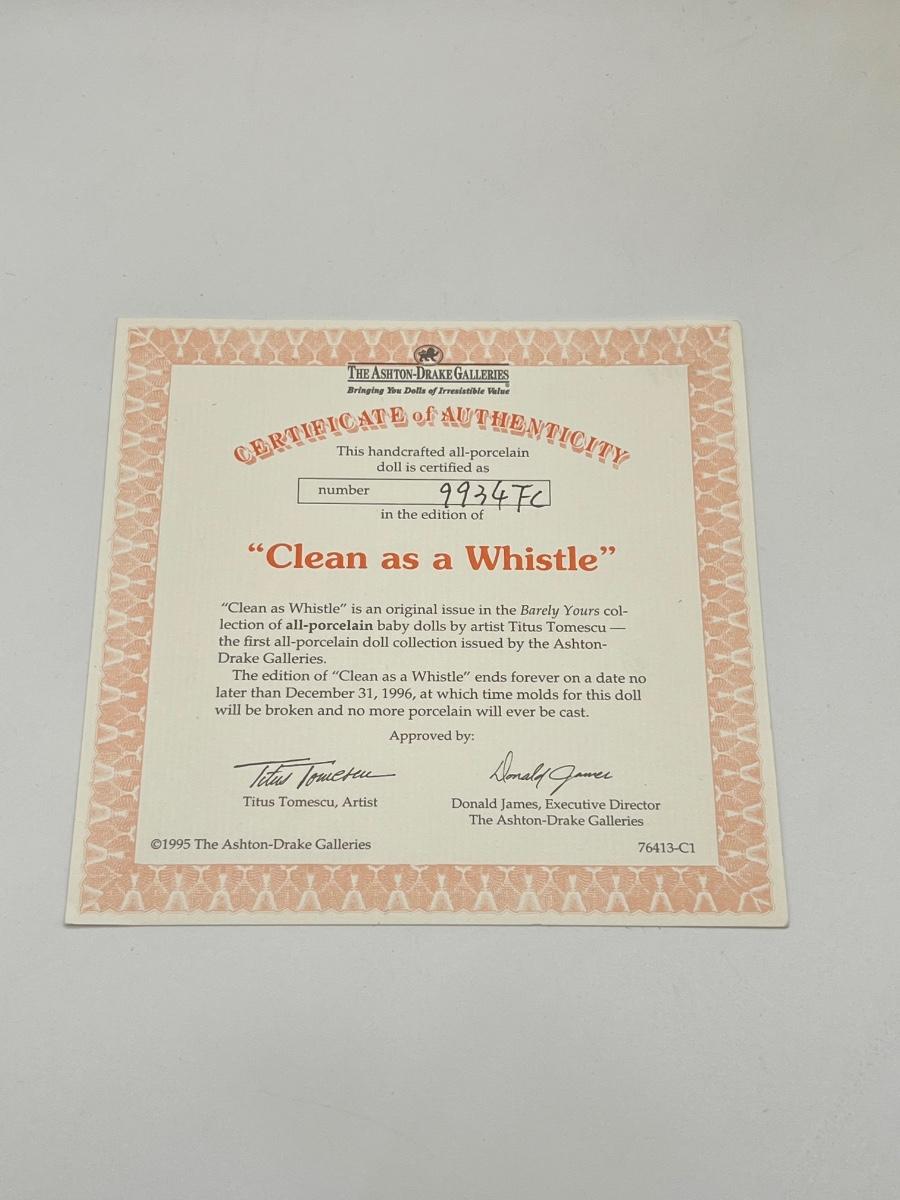 THE ASHTON-DRAKE GALLERIES®
Bringing You Dolls of Irresistible Value
CERTIFICATE of AUTHENTICITY
This handcrafted all-porcelain
doll is certified as
number 9934FC
in the edition of
“Clean as a Whistle”
“Clean as Whistle” is an original issue in the Barely Yours col-
lection of all-porcelain baby dolls by artist Titus Tomescu —
the first all-porcelain doll collection issued by the Ashton-
Drake Galleries.
The edition of “Clean as a Whistle” ends forever on a date no
later than December 31, 1996, at which time molds for this doll
will be broken and no more porcelain will ever be cast.
Approved by:
Titus Tomescu Donald James
Titus Tomescu, Artist Donald James, Executive Director
The Ashton-Drake Galleries
©1995 The Ashton-Drake Galleries 76413-C1